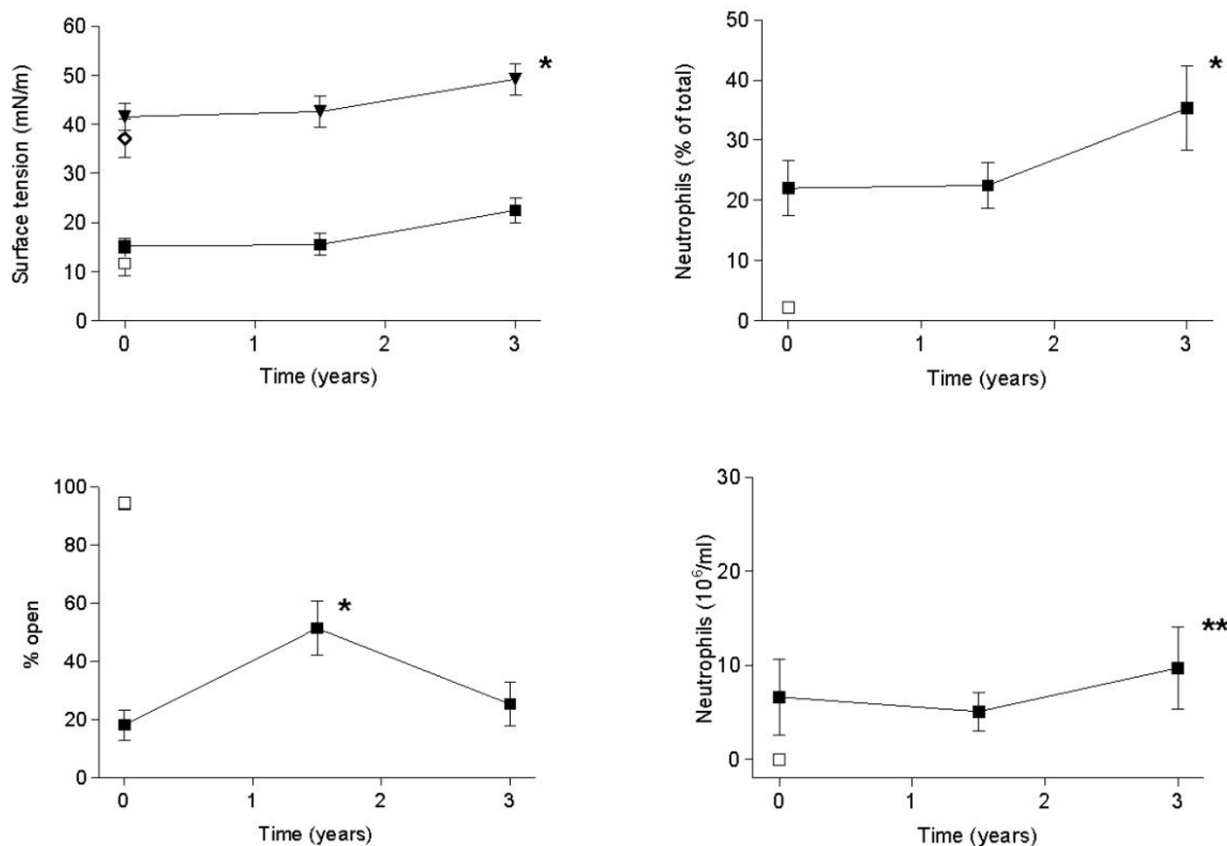 60
50
40
30
20
10
0
Surface tension (mN/m)
*
0 1 2 3
Time (years)
50
40
30
20
10
0
Neutrophils (% of total)
*
0 1 2 3
Time (years)
100
80
60
40
20
0
% open
*
0 1 2 3
Time (years)
30
20
10
0
Neutrophils (10⁶/ml)
**
0 1 2 3
Time (years)